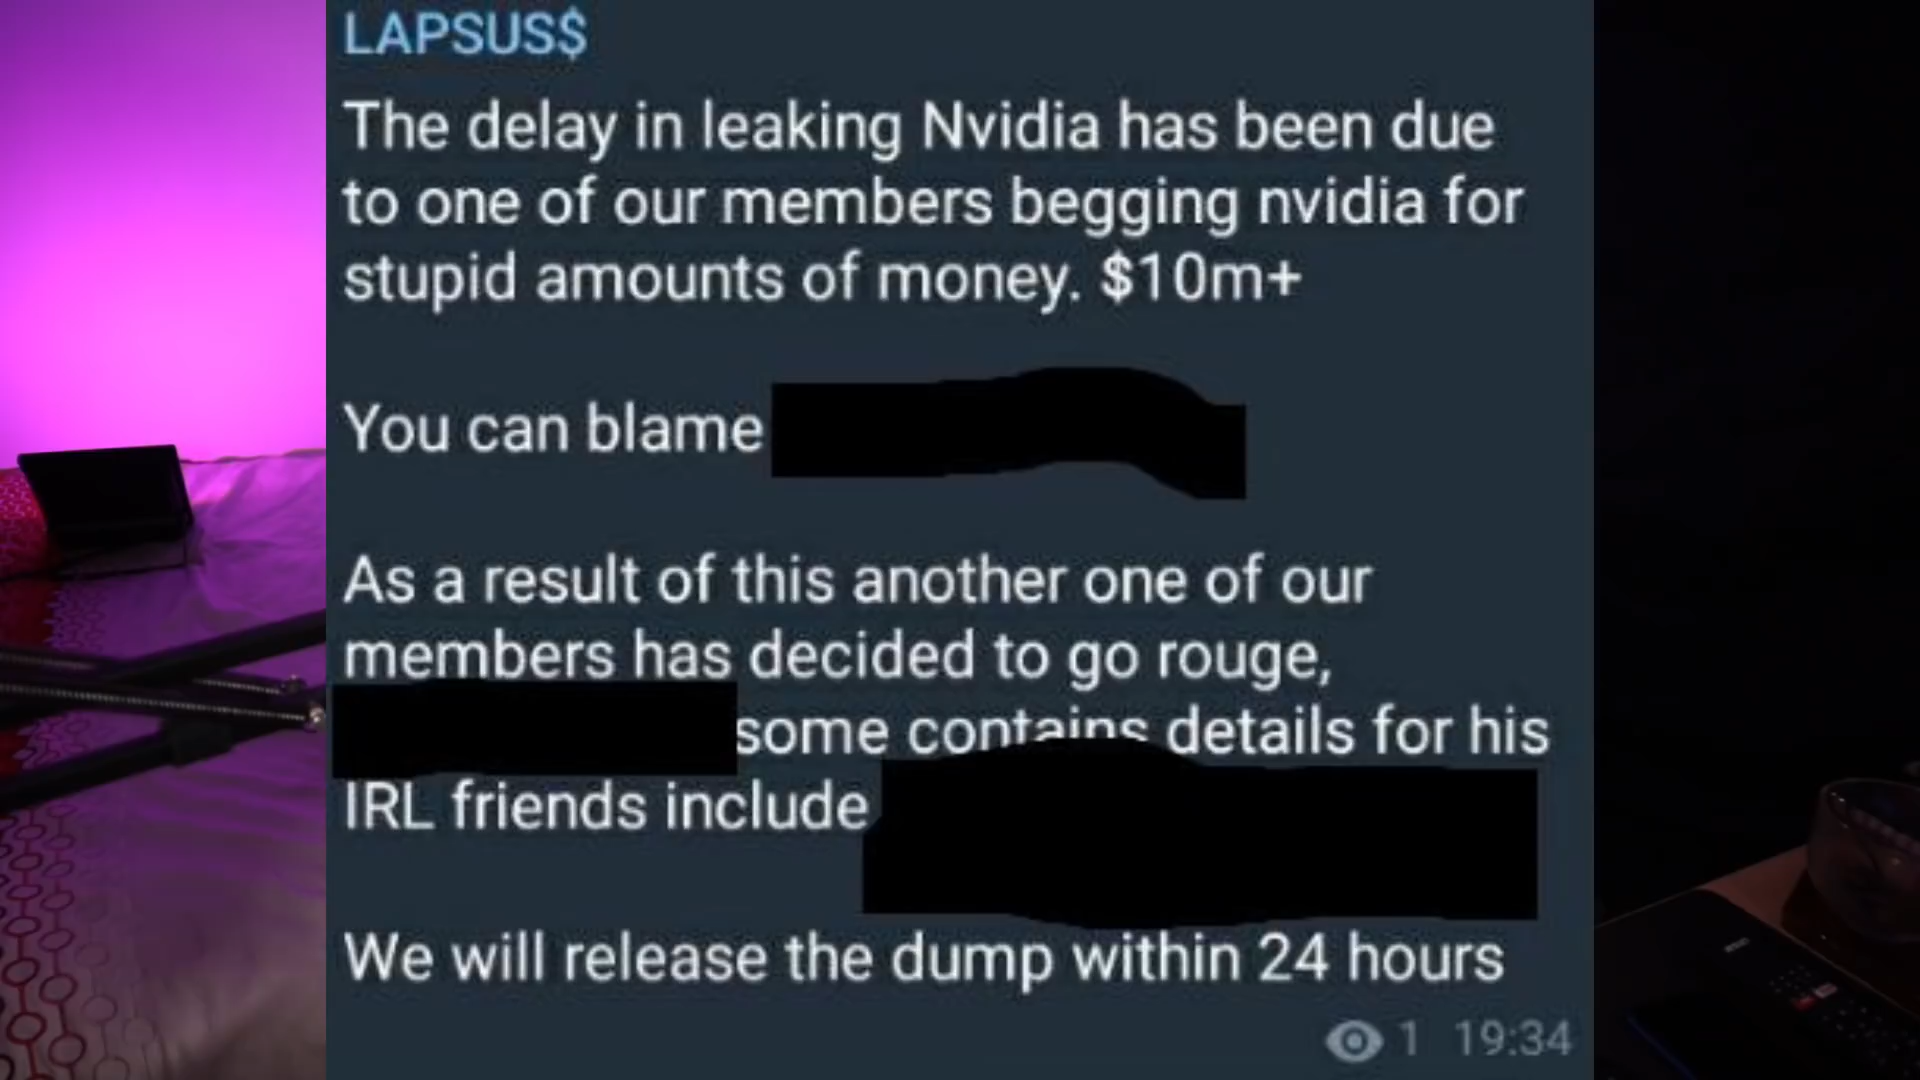 LAPSUS$
The delay in leaking Nvidia has been due
to one of our members begging nvidia for
stupid amounts of money. $10m+
You can blame
As a result of this another one of our
members has decided to go rouge,
some contains details for his
IRL friends include
We will release the dump within 24 hours
1 19:34